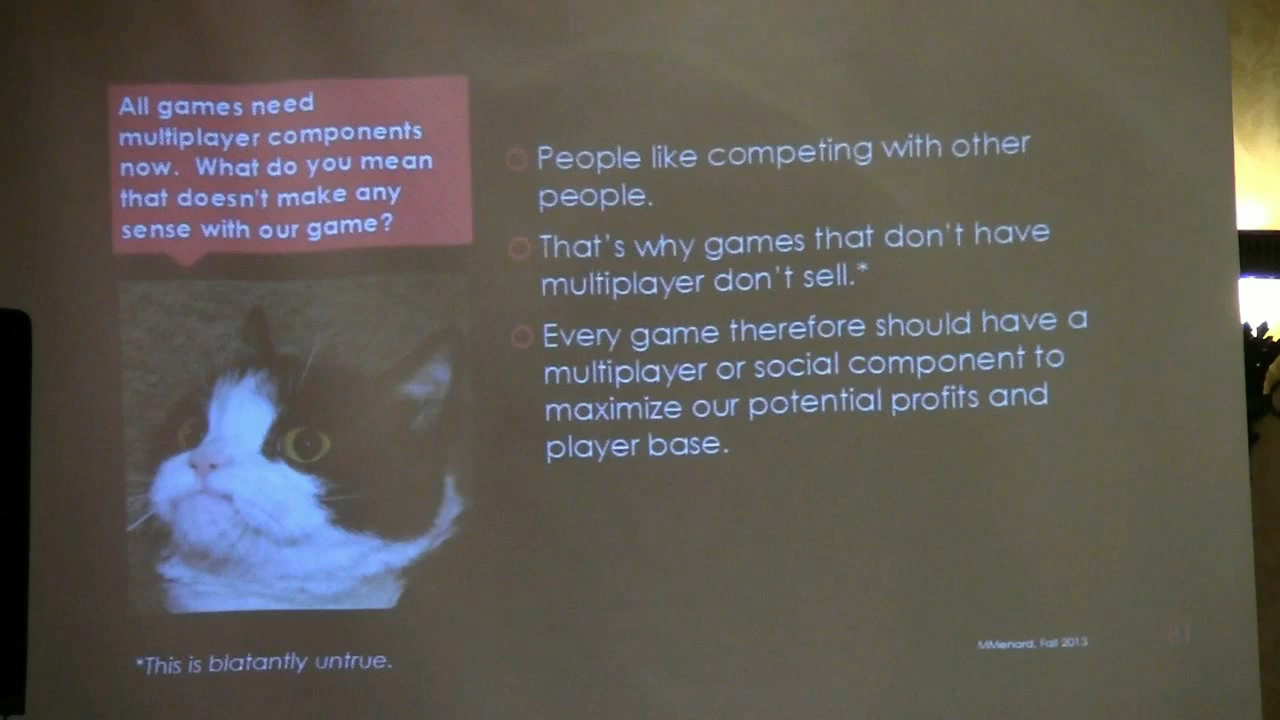 All games need
multiplayer components
now. What do you mean
that doesn't make any
sense with our game?
People like competing with other
people.
That's why games that don't have
multiplayer don't sell.*
Every game therefore should have a
multiplayer or social component to
maximize our potential profits and
player base.
*This is blatantly untrue.
MMenard, Fall 2013